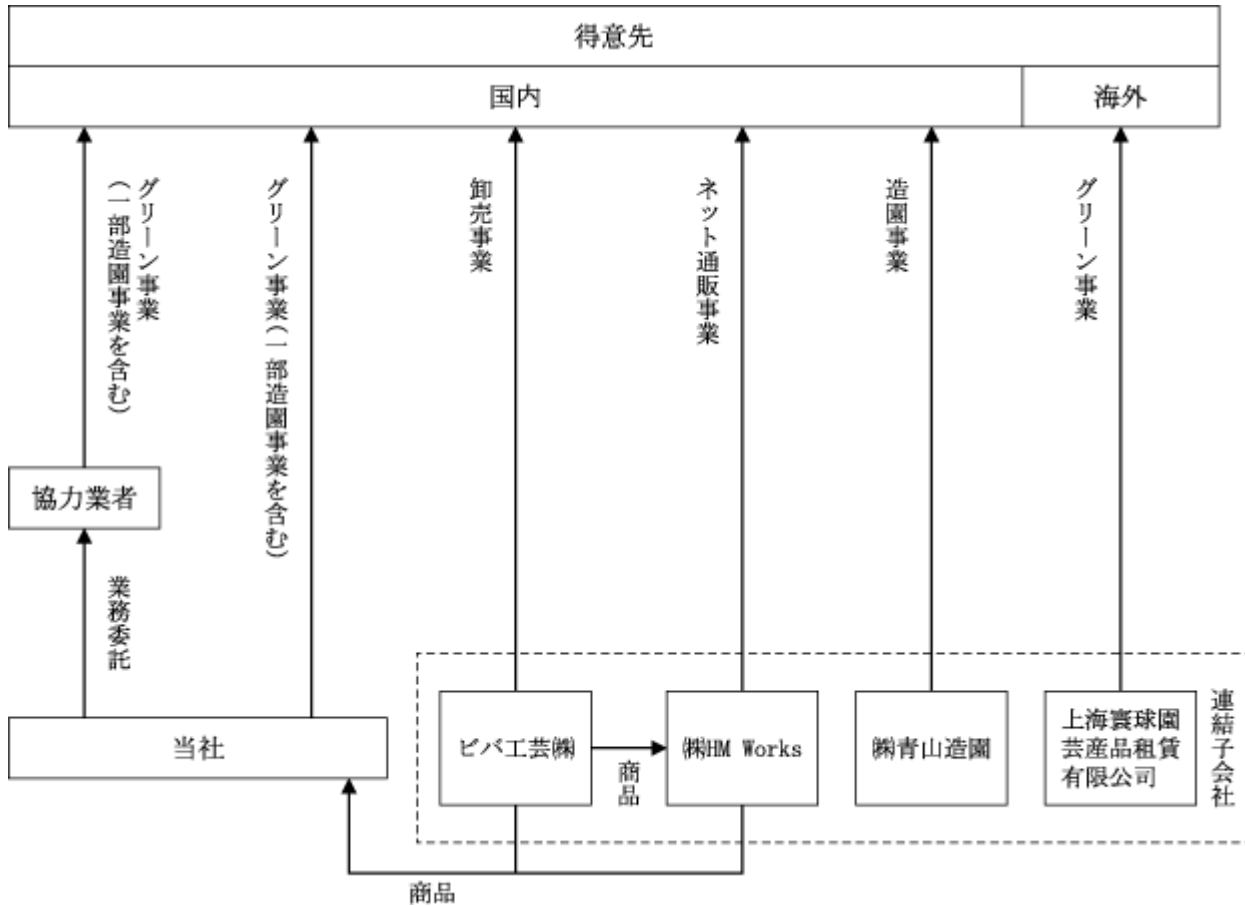 得意先
国内
海外
グリーン事業
(一部造園事業を含む)
グリーン事業(一部造園事業を含む)
卸売事業
ネット通販事業
造園事業
グリーン事業
協力業者
業務委託
当社
ビバ工芸㈱
商品
㈱HM Works
㈱青山造園
上海寰球園
芸産品租賃
有限公司
連結子会社
商品